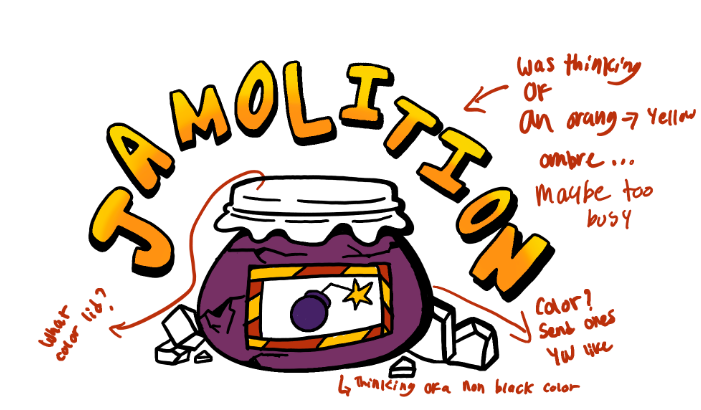 JAMOLITION
Was thinking
OF
an orang → Yellow
ombre...
maybe too
busy
What
color lid?
Color?
Send ones
YW like
↳ Thinking OF a non black color